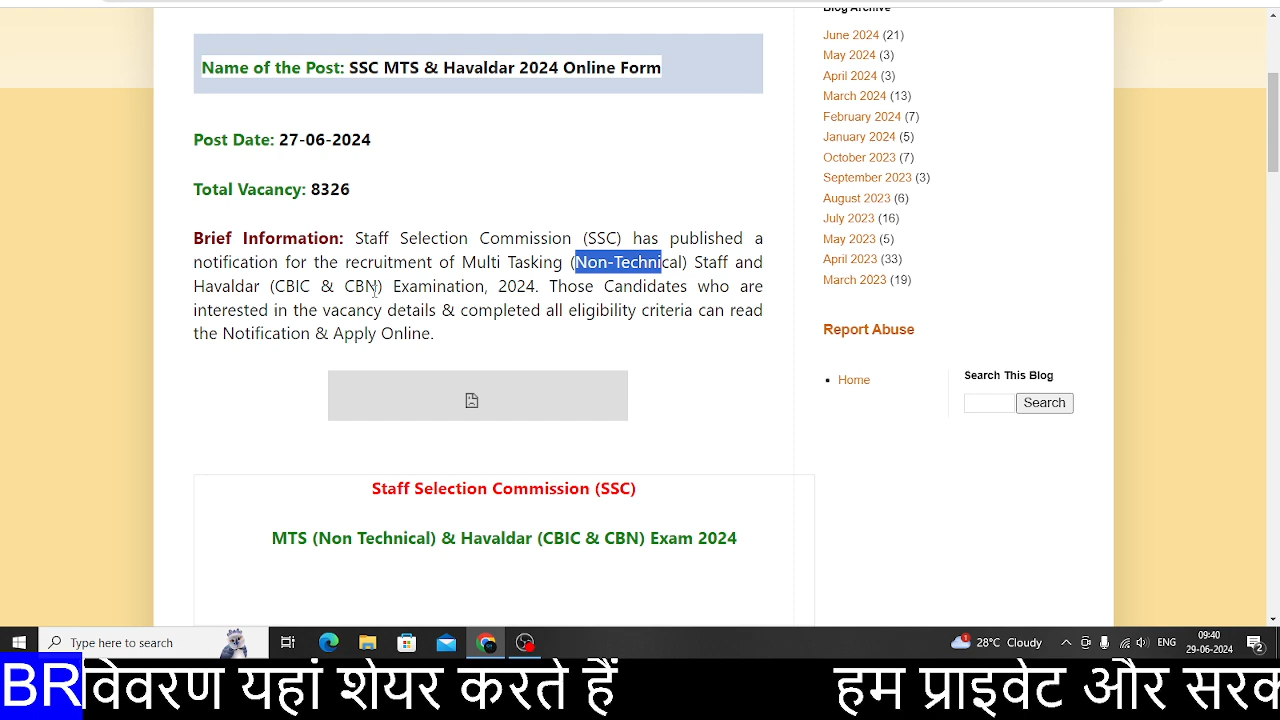 Name of the Post: SSC MTS & Havaldar 2024 Online Form
Post Date: 27-06-2024
Total Vacancy: 8326
Brief Information: Staff Selection Commission (SSC) has published a
notification for the recruitment of Multi Tasking (Non-Technical) Staff and
Havaldar (CBIC & CBN) Examination, 2024. Those Candidates who are
interested in the vacancy details & completed all eligibility criteria can read
the Notification & Apply Online.
Staff Selection Commission (SSC)
MTS (Non Technical) & Havaldar (CBIC & CBN) Exam 2024
Blog Archive
June 2024 (21)
May 2024 (3)
April 2024 (3)
March 2024 (13)
February 2024 (7)
January 2024 (5)
October 2023 (7)
September 2023 (3)
August 2023 (6)
July 2023 (16)
May 2023 (5)
April 2023 (33)
March 2023 (19)
Report Abuse
Home
Search This Blog
Search
Type here to search
1
28°C Cloudy
ENG
09:40
29-06-2024
2
BR
विवरण यहां शेयर करते हैं हम प्राइवेट और